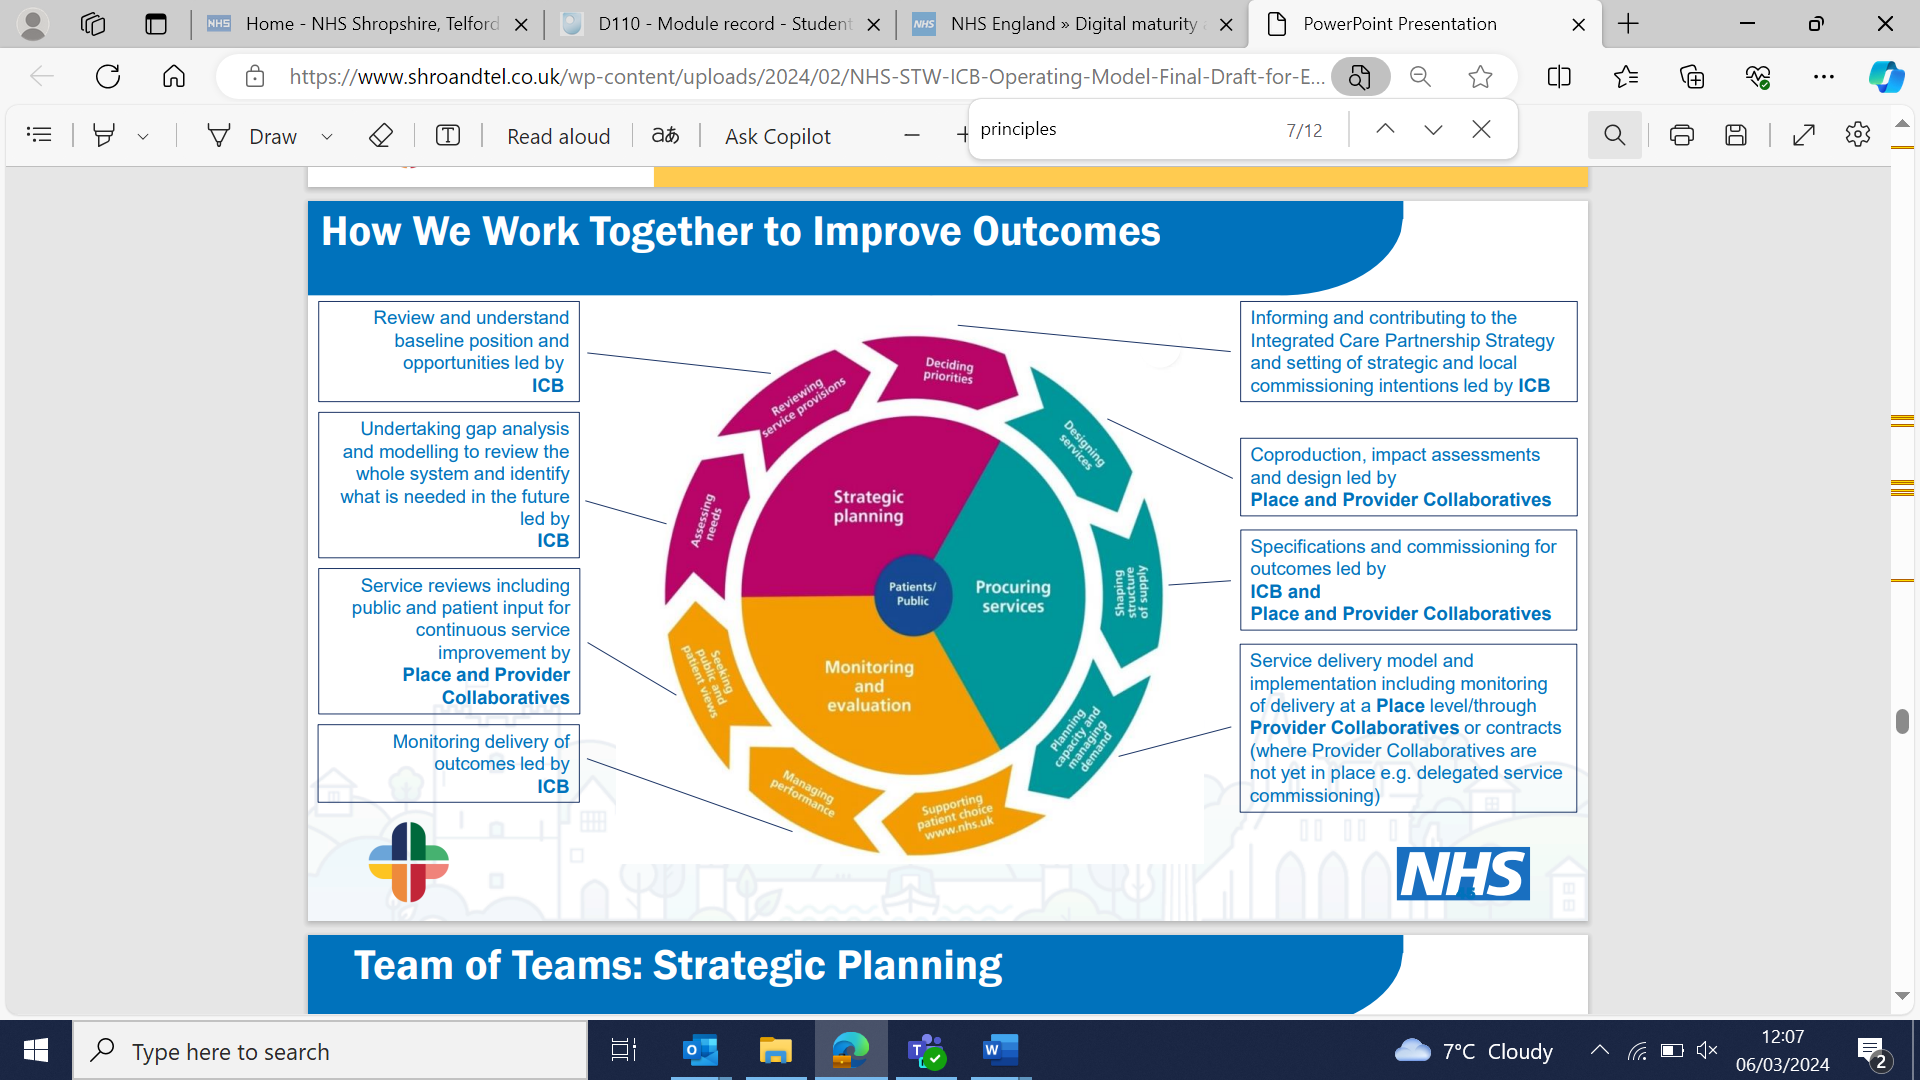 Home - NHS Shropshire, Telford
D110 - Module record - Student
NHS England » Digital maturity a
PowerPoint Presentation
https://www.shroandtel.co.uk/wp-content/uploads/2024/02/NHS-STW-ICB-Operating-Model-Final-Draft-for-E...
Draw
Read aloud
aあ
Ask Copilot
principles
7/12
How We Work Together to Improve Outcomes
Review and understand
baseline position and
opportunities led by
ICB
Undertaking gap analysis
and modelling to review the
whole system and identify
what is needed in the future
led by
ICB
Service reviews including
public and patient input for
continuous service
improvement by
Place and Provider
Collaboratives
Monitoring delivery of
outcomes led by
ICB
Deciding
priorities
Reviewing
service provisions
Assessing
needs
Designing
services
Shaping
structure
of supply
Planning
capacity and
managing
demand
Supporting
patient choice
www.nhs.uk
Managing
performance
Seeking
public and
patient views
Strategic
planning
Patients/
Public
Procuring
services
Monitoring
and
evaluation
Informing and contributing to the
Integrated Care Partnership Strategy
and setting of strategic and local
commissioning intentions led by ICB
Coproduction, impact assessments
and design led by
Place and Provider Collaboratives
Specifications and commissioning for
outcomes led by
ICB and
Place and Provider Collaboratives
Service delivery model and
implementation including monitoring
of delivery at a Place level/through
Provider Collaboratives or contracts
(where Provider Collaboratives are
not yet in place e.g. delegated service
commissioning)
NHS
Team of Teams: Strategic Planning
Type here to search
7°C Cloudy
12:07
06/03/2024
2